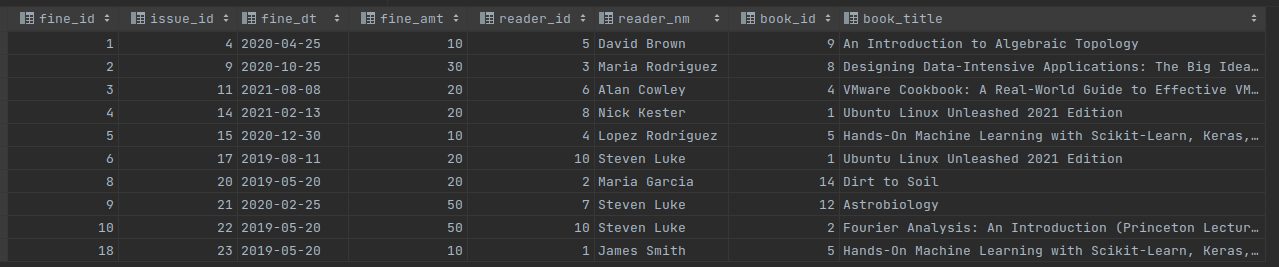 fine_id issue_id fine_dt fine_amt reader_id reader_nm book_id book_title
1 4 2020-04-25 10 5 David Brown 9 An Introduction to Algebraic Topology
2 9 2020-10-25 30 3 Maria Rodriguez 8 Designing Data-Intensive Applications: The Big Idea…
3 11 2021-08-08 20 6 Alan Cowley 4 VMware Cookbook: A Real-World Guide to Effective VM…
4 14 2021-02-13 20 8 Nick Kester 1 Ubuntu Linux Unleashed 2021 Edition
5 15 2020-12-30 10 4 Lopez Rodríguez 5 Hands-On Machine Learning with Scikit-Learn, Keras,…
6 17 2019-08-11 20 10 Steven Luke 1 Ubuntu Linux Unleashed 2021 Edition
8 20 2019-05-20 20 2 Maria Garcia 14 Dirt to Soil
9 21 2020-02-25 50 7 Steven Luke 12 Astrobiology
10 22 2019-05-20 50 10 Steven Luke 2 Fourier Analysis: An Introduction (Princeton Lectur…
18 23 2019-05-20 10 1 James Smith 5 Hands-On Machine Learning with Scikit-Learn, Keras,…